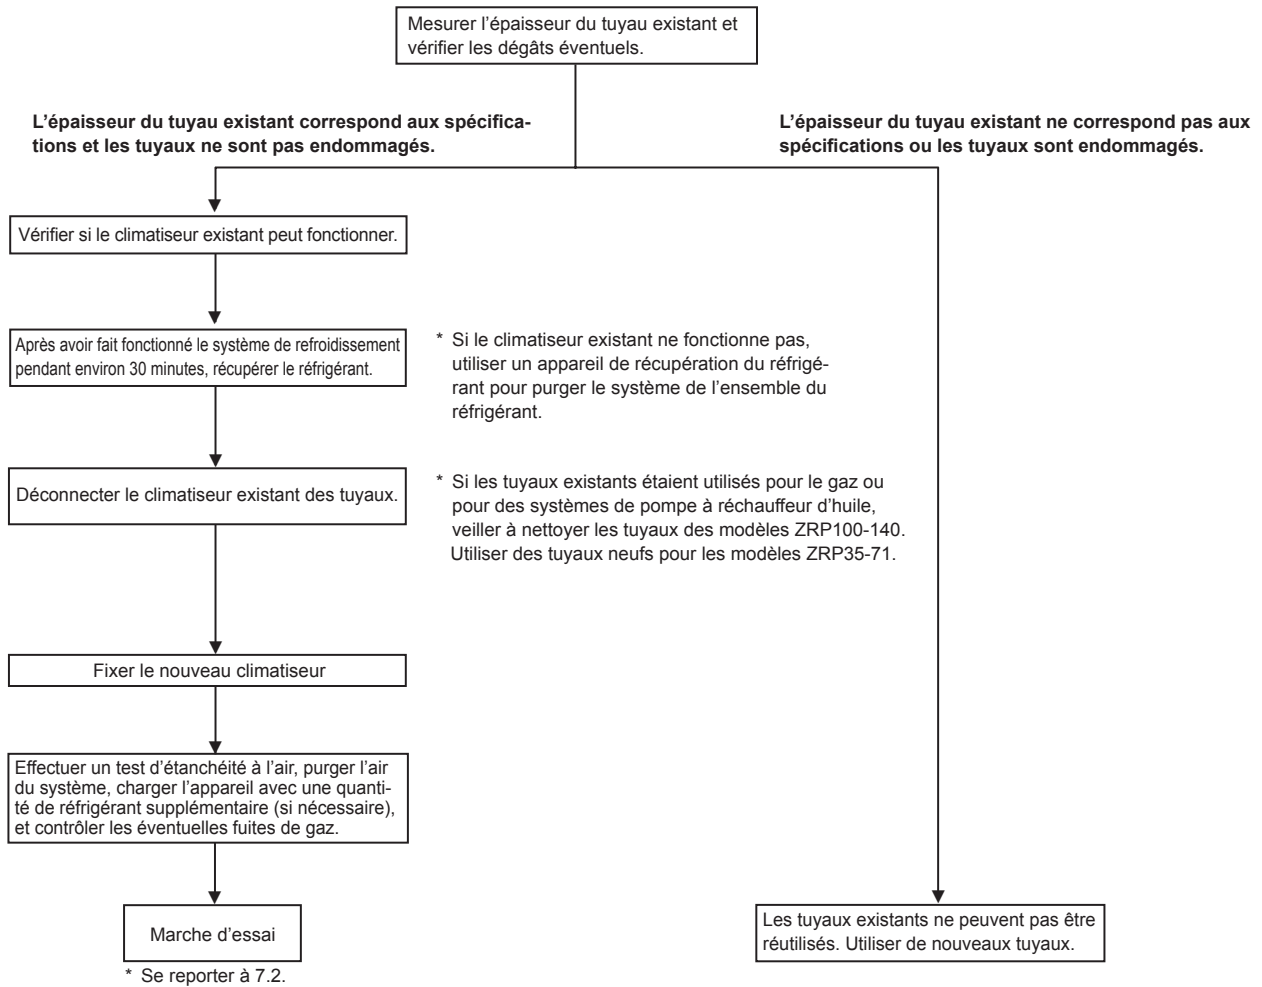 Mesurer l’épaisseur du tuyau existant et
vérifier les dégâts éventuels.
L’épaisseur du tuyau existant correspond aux spécifica-
tions et les tuyaux ne sont pas endommagés.
L’épaisseur du tuyau existant ne correspond pas aux
spécifications ou les tuyaux sont endommagés.
Vérifier si le climatiseur existant peut fonctionner.
Après avoir fait fonctionné le système de refroidissement
pendant environ 30 minutes, récupérer le réfrigérant.
* Si le climatiseur existant ne fonctionne pas,
utiliser un appareil de récupération du réfrigé-
rant pour purger le système de l’ensemble du
réfrigérant.
Déconnecter le climatiseur existant des tuyaux.
* Si les tuyaux existants étaient utilisés pour le gaz ou
pour des systèmes de pompe à réchauffeur d’huile,
veiller à nettoyer les tuyaux des modèles ZRP100-140.
Utiliser des tuyaux neufs pour les modèles ZRP35-71.
Fixer le nouveau climatiseur
Effectuer un test d’étanchéité à l’air, purger l’air
du système, charger l’appareil avec une quanti-
té de réfrigérant supplémentaire (si nécessaire),
et contrôler les éventuelles fuites de gaz.
Marche d’essai
* Se reporter à 7.2.
Les tuyaux existants ne peuvent pas être
réutilisés. Utiliser de nouveaux tuyaux.